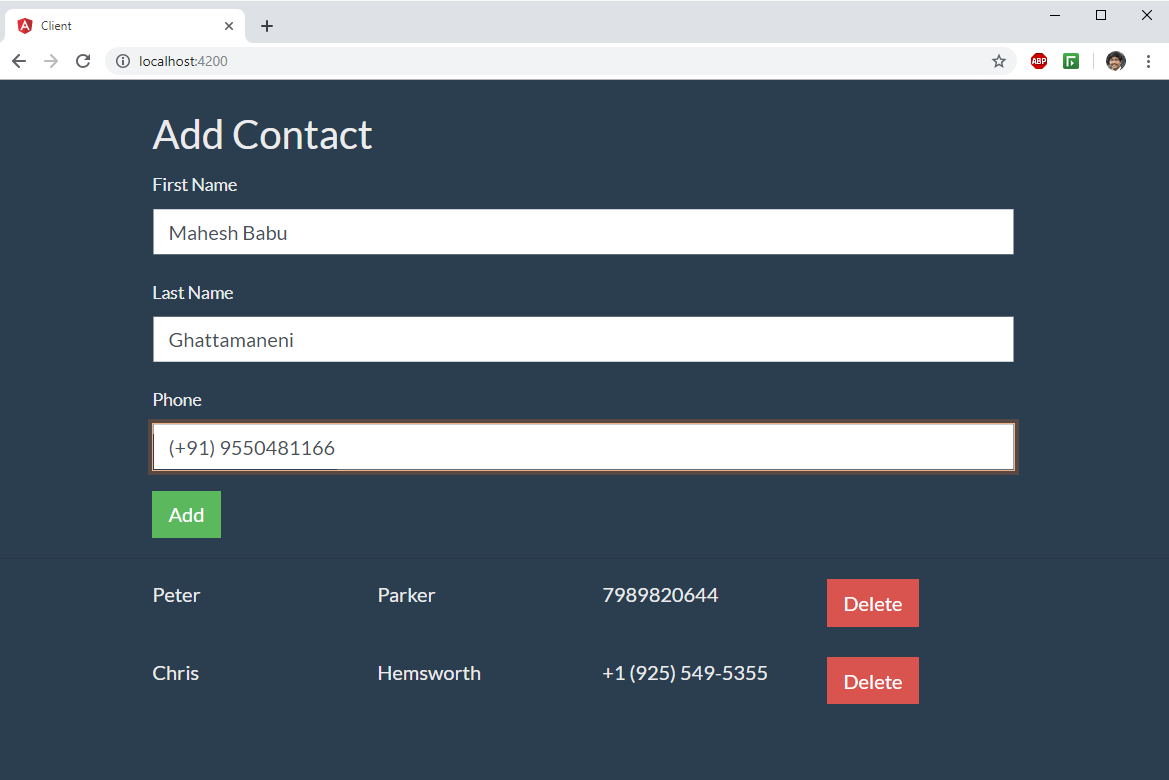 Client
localhost:4200
ABP
Add Contact
First Name
Mahesh Babu
Last Name
Ghattamaneni
Phone
(+91) 9550481166
Add
Peter Parker 7989820644 Delete
Chris Hemsworth +1 (925) 549-5355 Delete